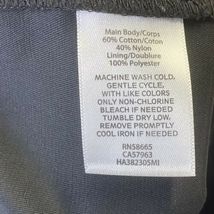 Main Body/Corps
60% Cotton/Coton
40% Nylon
Lining/Doublure
100% Polyester
MACHINE WASH COLD,
GENTLE CYCLE,
WITH LIKE COLORS
ONLY NON-CHLORINE
BLEACH IF NEEDED
TUMBLE DRY LOW.
REMOVE PROMPTLY
COOL IRON IF NEEDED
RN58665
CA57963
HA382305MI